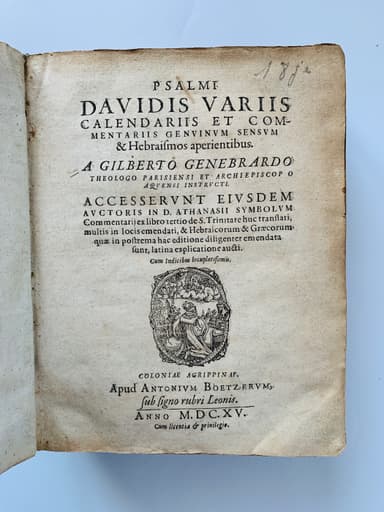 PSALMI
DAVIDIS VARIIS
CALENDARIIS ET COM-
MENTARIIS GENVINVM SENSVM
& Hebraismos aperientibus.
A GILBERTO GENEBRARDO
THEOLOGO PARISIENSI ET ARCHIEPISCOPO
AQVENSI INSTRVCTI.
ACCESSERVNT EIVSDEM
AVCTORIS IN D. ATHANASII SYMBOLVM
Commentarij ex libro tertio de S. Trinitate huc translati,
multis in locis emendati, & Hebraicorum & Græcorum,
quæ in postrema hac editione diligenter emendata
sunt, latina explicatione aucti.
Cum Indicibus locupletissimis.
COLONIAE AGRIPPINAE.
Apud ANTONIVM BOETZERVM,
sub signo rubri Leonis.
ANNO M.DC.XV.
Cum licentia & privilegio.